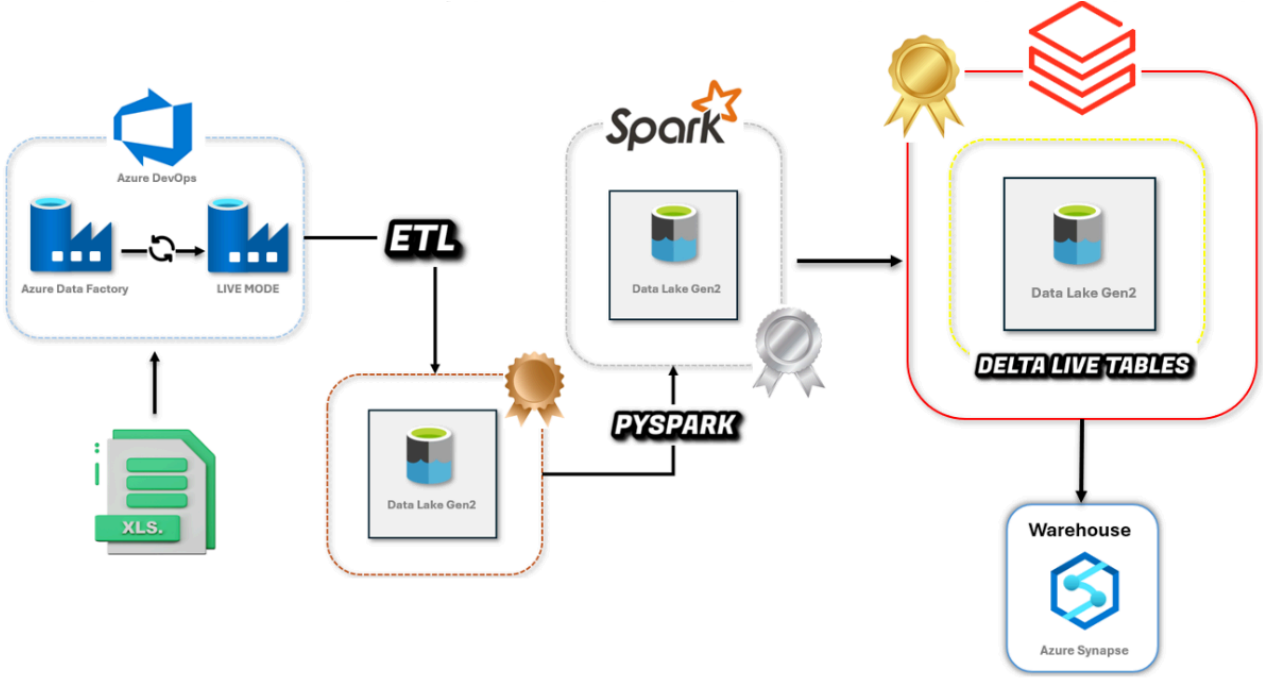 Azure DevOps
Azure Data Factory
LIVE MODE
XLS.
ETL
Data Lake Gen2
PYSPARK
Spark
Data Lake Gen2
Data Lake Gen2
DELTA LIVE TABLES
Warehouse
Azure Synapse